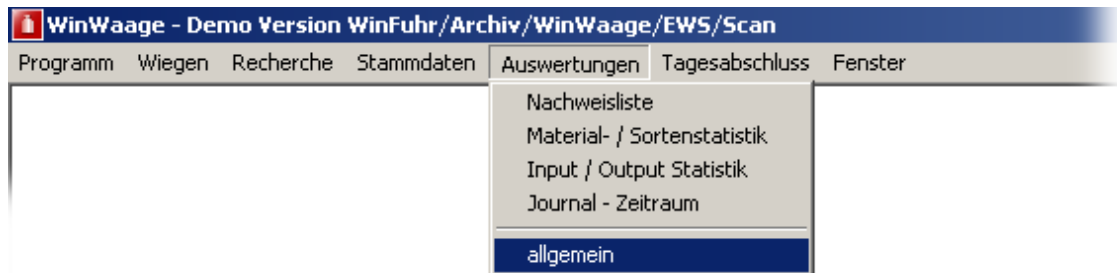 WinWaage - Demo Version WinFuhr/Archiv/WinWaage/EWS/Scan
Programm Wiegen Recherche Stammdaten Auswertungen Tagesabschluss Fenster
Nachweisliste
Material- / Sortenstatistik
Input / Output Statistik
Journal - Zeitraum
allgemein